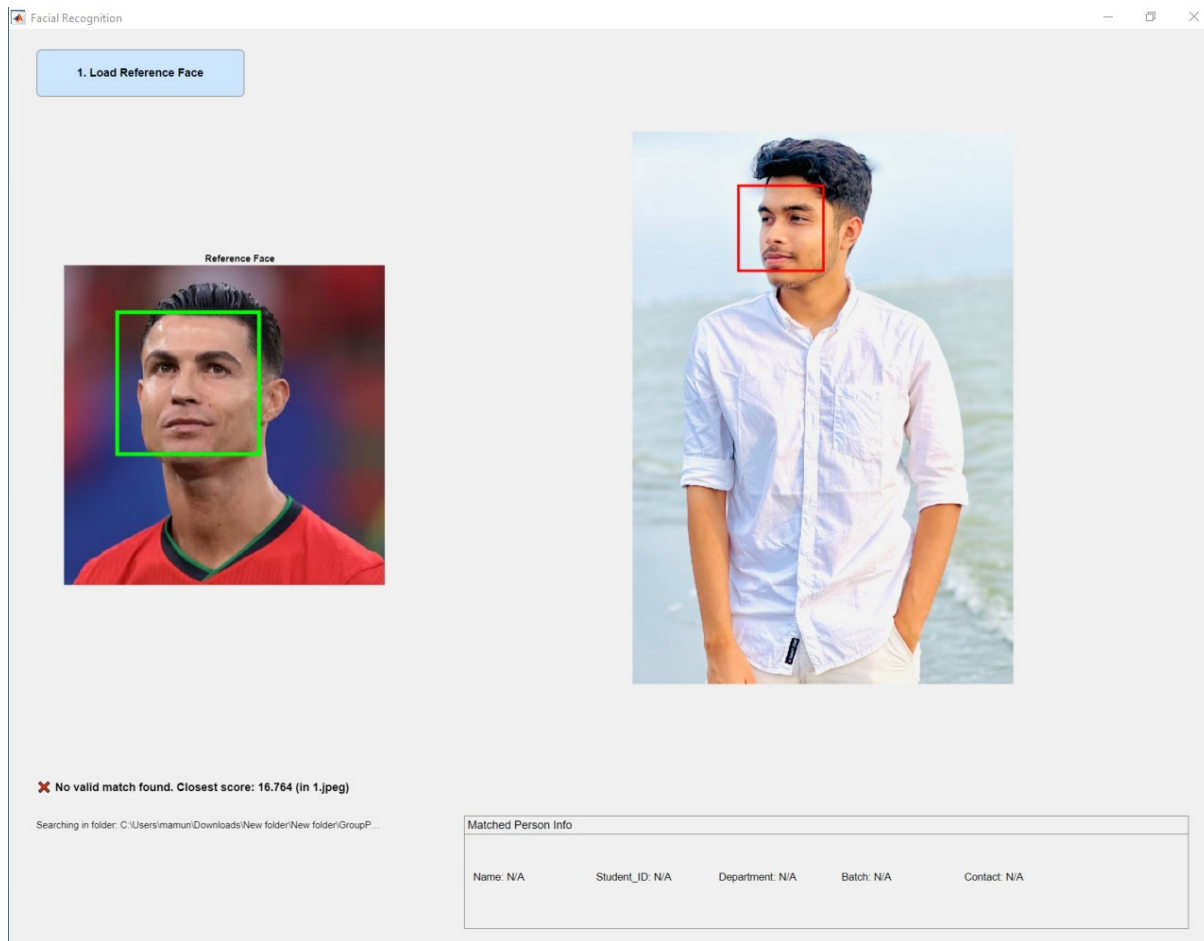 Facial Recognition
1. Load Reference Face
Reference Face
No valid match found. Closest score: 16.764 (in 1.jpeg)
Searching in folder: C:\Users\mamun\Downloads\New folder\New folder\GroupP...
Matched Person Info
Name: N/A Student_ID: N/A Department: N/A Batch: N/A Contact: N/A